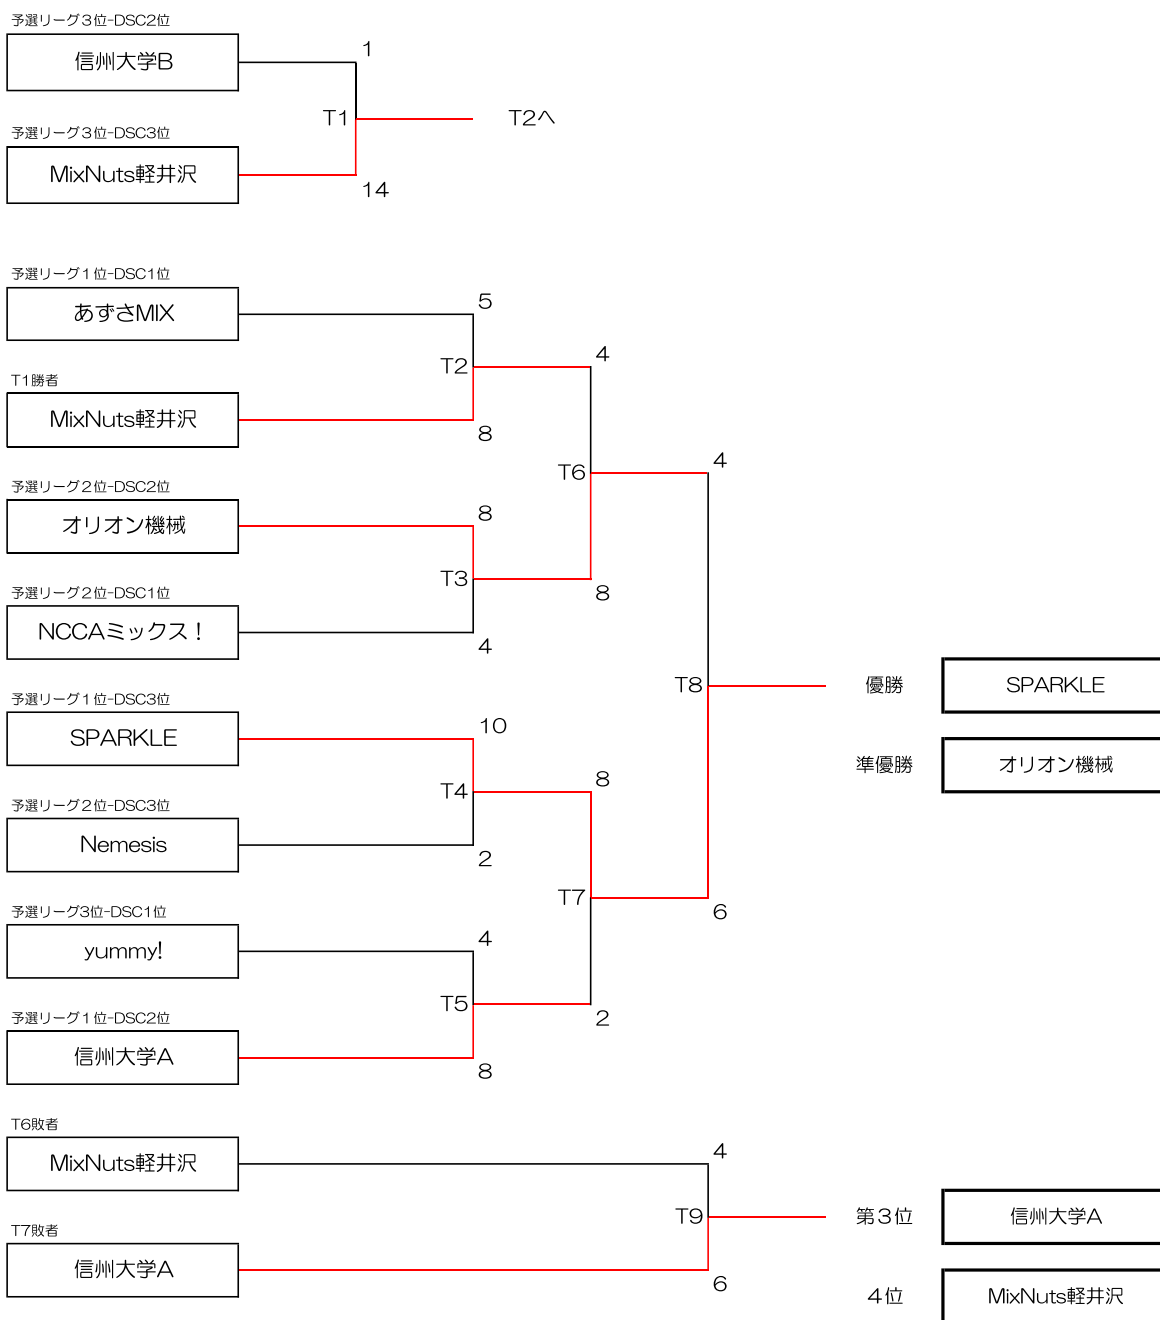 予選リーグ３位-DSC2位
信州大学B
1
T1
T2へ
予選リーグ３位-DSC3位
MixNuts軽井沢
14
予選リーグ１位-DSC1位
あずさMIX
5
T2
4
T1勝者
MixNuts軽井沢
8
T6
4
予選リーグ２位-DSC2位
オリオン機械
8
T3
8
予選リーグ２位-DSC1位
NCCAミックス！
4
T8
優勝
SPARKLE
準優勝
オリオン機械
予選リーグ１位-DSC3位
SPARKLE
10
T4
8
予選リーグ２位-DSC3位
Nemesis
2
T7
6
予選リーグ3位-DSC1位
yummy!
4
T5
2
予選リーグ１位-DSC2位
信州大学A
8
T6敗者
MixNuts軽井沢
4
T9
第３位
信州大学A
T7敗者
信州大学A
6
４位
MixNuts軽井沢